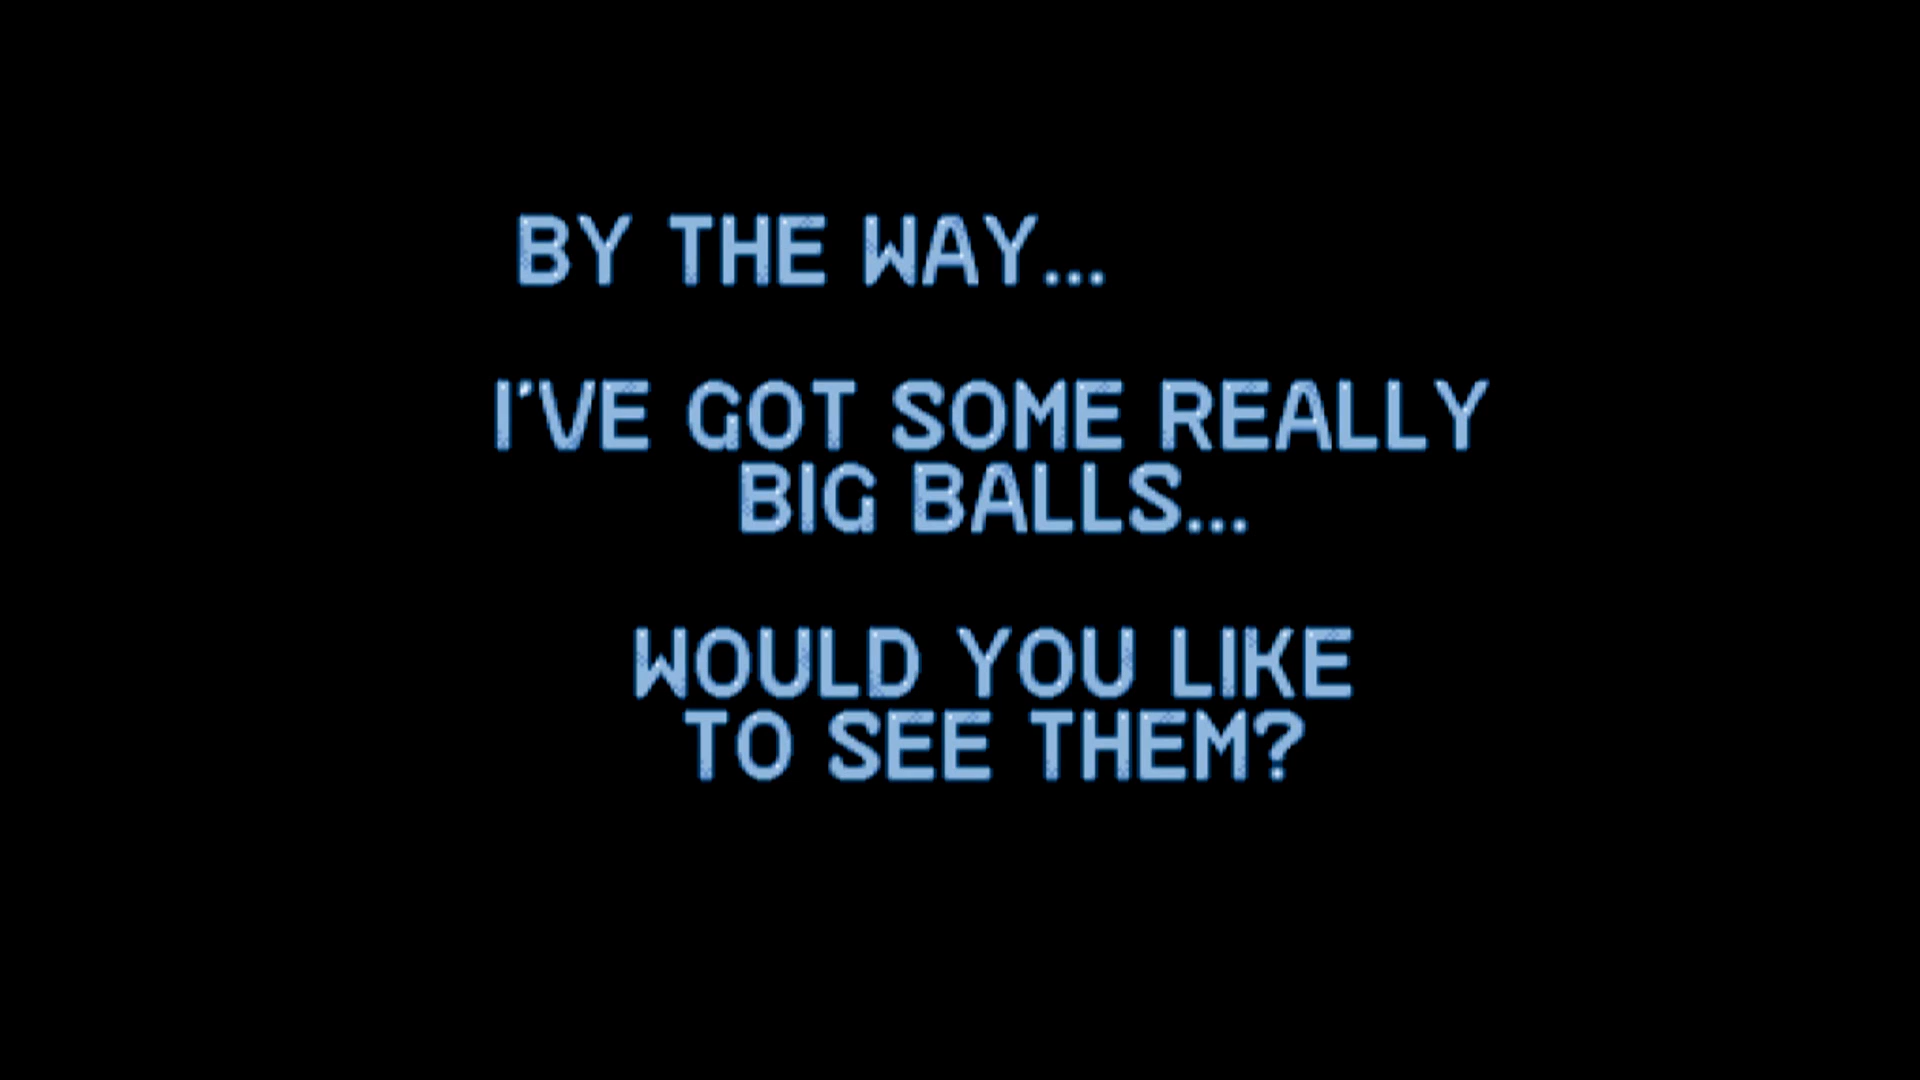 BY THE WAY...
I'VE GOT SOME REALLY
BIG BALLS...
WOULD YOU LIKE
TO SEE THEM?